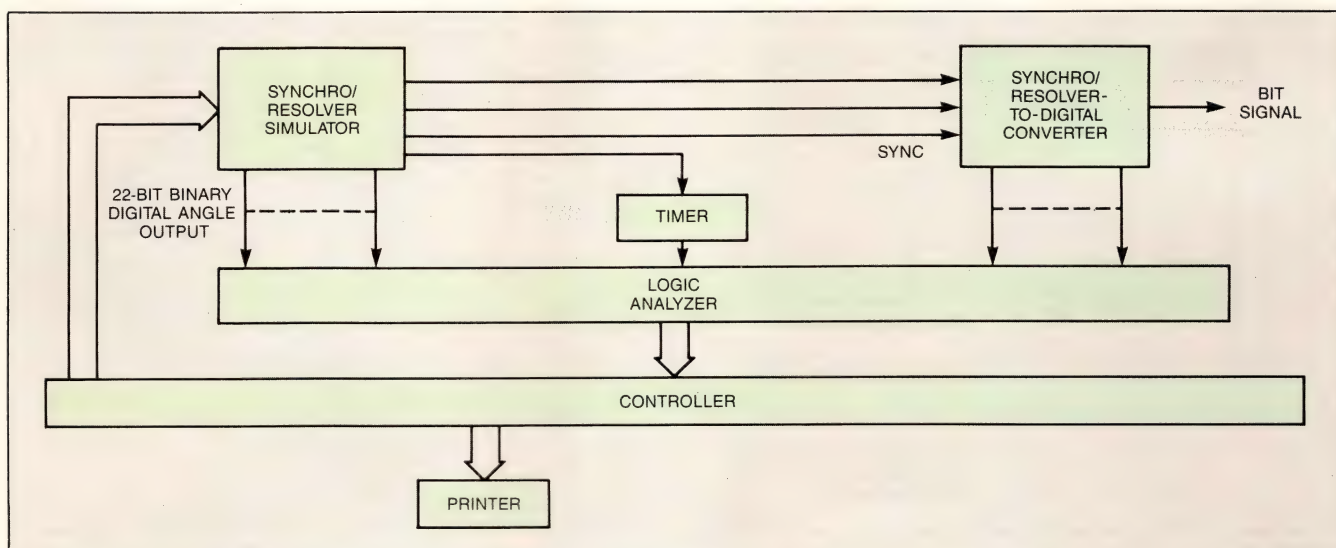 SYNCHRO/
RESOLVER
SIMULATOR
SYNCHRO/
RESOLVER-
TO-DIGITAL
CONVERTER
BIT
SIGNAL
SYNC
22-BIT BINARY
DIGITAL ANGLE
OUTPUT
TIMER
LOGIC
ANALYZER
CONTROLLER
PRINTER